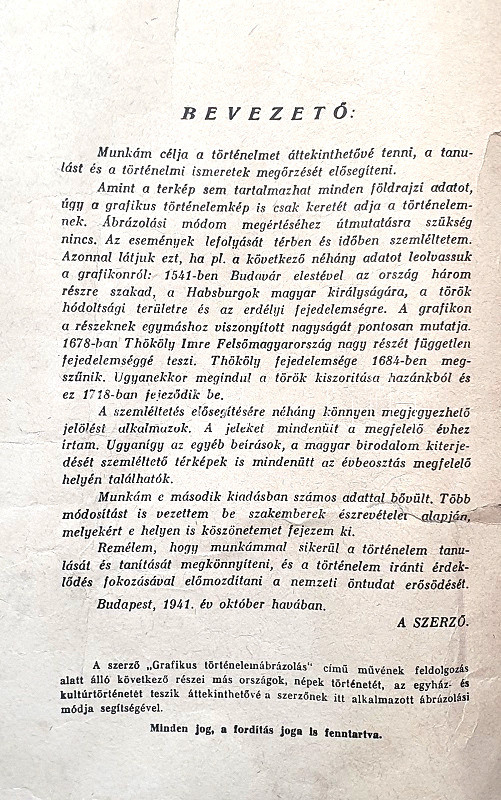 BEVEZETŐ:
Munkám célja a történelmet áttekinthetővé tenni, a tanu-
lást és a történelmi ismeretek megőrzését elősegíteni.
Amint a terkép sem tartalmazhat minden földrajzi adatot,
úgy a grafikus történelemkép is csak keretét adja a történelem-
nek. Ábrázolási módom megértéséhez útmutatásra szükség
nincs. Az események lefolyását térben és időben szemléltetem.
Azonnal látjuk ezt, ha pl. a következő néhány adatot leolvassuk
a grafikonról: 1541-ben Budavár elestével az ország három
részre szakad, a Habsburgok magyar királyságára, a török
hódoltsági területre és az erdélyi fejedelemségre. A grafikon
a részeknek egymáshoz viszonyított nagyságát pontosan mutatja.
1678-ban Thököly Imre Felsőmagyarország nagy részét független
fejedelemséggé teszi. Thököly fejedelemsége 1684-ben meg-
szűnik. Ugyanekkor megindul a török kiszorítása hazánkból és
ez 1718-ban fejeződik be.
A szemléltetés elősegítésére néhány könnyen megjegyezhető
jelölést alkalmazok. A jeleket mindenütt a megfelelő évhez
írtam. Ugyanígy az egyéb beírások, a magyar birodalom kiterje-
dését szemléltető térképek is mindenütt az évbeosztás megfelelő
helyén találhatók.
Munkám e második kiadásban számos adattal bővült. Több
módosítást is vezettem be szakemberek észrevételei alapján,
melyekért e helyen is köszönetemet fejezem ki.
Remélem, hogy munkámmal sikerül a történelem tanu-
lását és tanítását megkönnyíteni, és a történelem iránti érdek-
lődés fokozásával előmozdítani a nemzeti öntudat erősödését.
Budapest, 1941. év október havában.
A SZERZŐ.
A szerző „Grafikus történelemábrázolás" című művének feldolgozás
alatt álló következő részei más országok, népek történetét, az egyház- és
kultúrtörténetét teszik áttekinthetővé a szerzőnek itt alkalmazott ábrázolási
módja segítségével.
Minden jog, a fordítás joga is fenntartva.